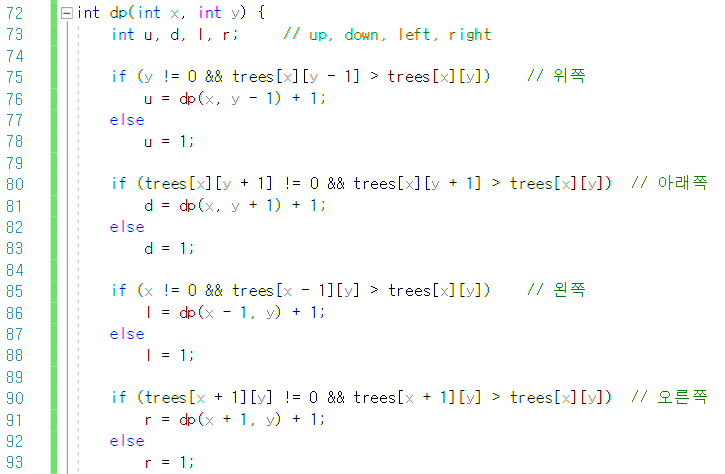 72 int dp(int x, int y) {
73 int u, d, l, r; // up, down, left, right
74
75 if (y != 0 && trees[x][y - 1] > trees[x][y]) // 위쪽
76 u = dp(x, y - 1) + 1;
77 else
78 u = 1;
79
80 if (trees[x][y + 1] != 0 && trees[x][y + 1] > trees[x][y]) // 아래쪽
81 d = dp(x, y + 1) + 1;
82 else
83 d = 1;
84
85 if (x != 0 && trees[x - 1][y] > trees[x][y]) // 왼쪽
86 l = dp(x - 1, y) + 1;
87 else
88 l = 1;
89
90 if (trees[x + 1][y] != 0 && trees[x + 1][y] > trees[x][y]) // 오른쪽
91 r = dp(x + 1, y) + 1;
92 else
93 r = 1;